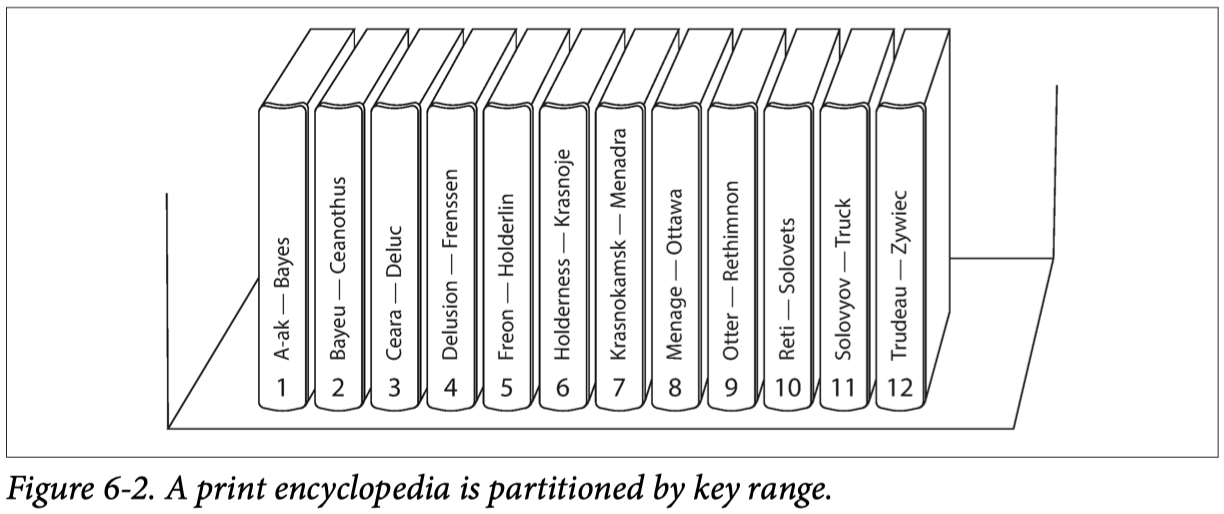 A-ak — Bayes
1
Bayeu — Ceanothus
2
Ceara — Deluc
3
Delusion — Frenssen
4
Freon — Holderlin
5
Holderness — Krasnoje
6
Krasnokamsk — Menadra
7
Menage — Ottawa
8
Otter — Rethimnon
9
Reti — Solovets
10
Solovyov — Truck
11
Trudeau — Zywiec
12
Figure 6-2. A print encyclopedia is partitioned by key range.